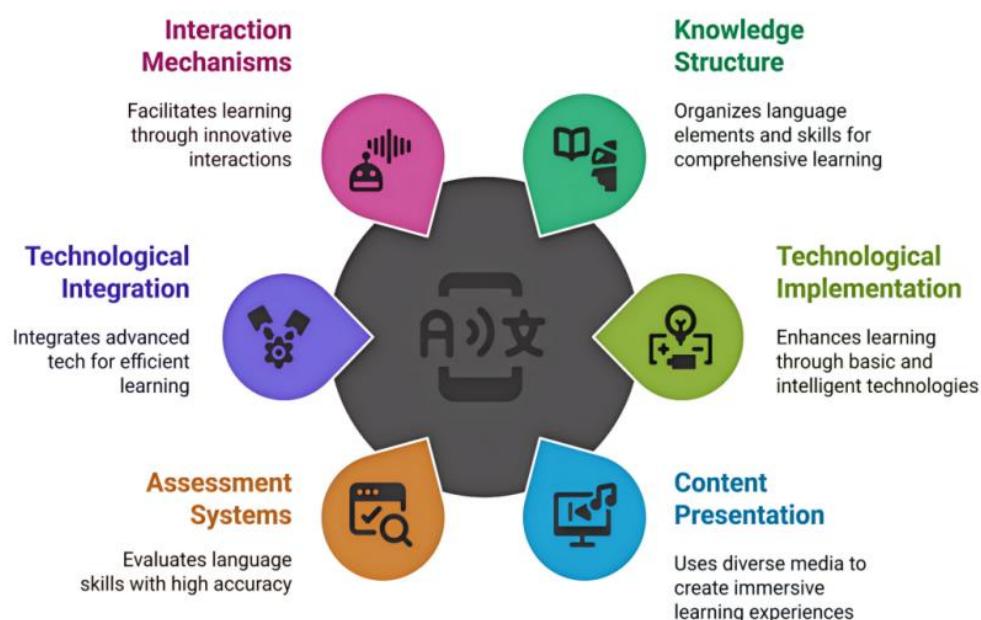 Interaction
Mechanisms
Facilitates learning
through innovative
interactions
Knowledge
Structure
Organizes language
elements and skills for
comprehensive learning
Technological
Integration
Integrates advanced
tech for efficient
learning
A
文
Technological
Implementation
Enhances learning
through basic and
intelligent technologies
Assessment
Systems
Evaluates language
skills with high accuracy
Content
Presentation
Uses diverse media to
create immersive
learning experiences